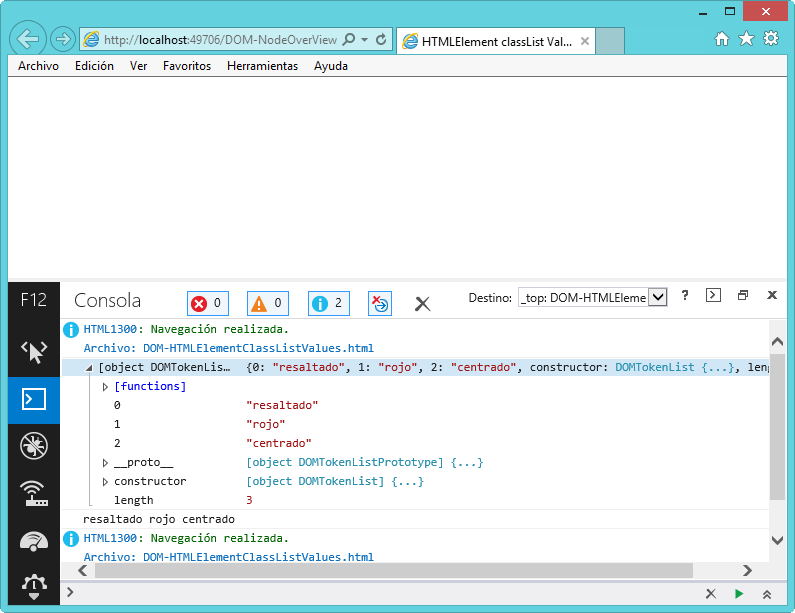 http://localhost:49706/DOM-NodeOverView
HTMLElement classList Val...
Archivo Edición Ver Favoritos Herramientas Ayuda
F12 Consola 0 0 2 Destino: _top: DOM-HTMLEleme ?
HTML1300: Navegación realizada.
Archivo: DOM-HTMLElementClassListValues.html
[object DOMTokenLis... {0: "resaltado", 1: "rojo", 2: "centrado", constructor: DOMTokenList {...}, leng
[functions]
0 "resaltado"
1 "rojo"
2 "centrado"
__proto__ [object DOMTokenListPrototype] {...}
constructor [object DOMTokenList] {...}
length 3
resaltado rojo centrado
HTML1300: Navegación realizada.
Archivo: DOM-HTMLElementClassListValues.html